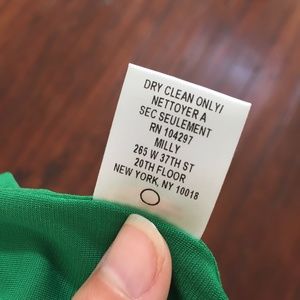 DRY CLEAN ONLY/
NETTOYER A
SEC SEULEMENT
RN 104297
MILLY
265 W 37TH ST
20TH FLOOR
NEW YORK, NY 10018